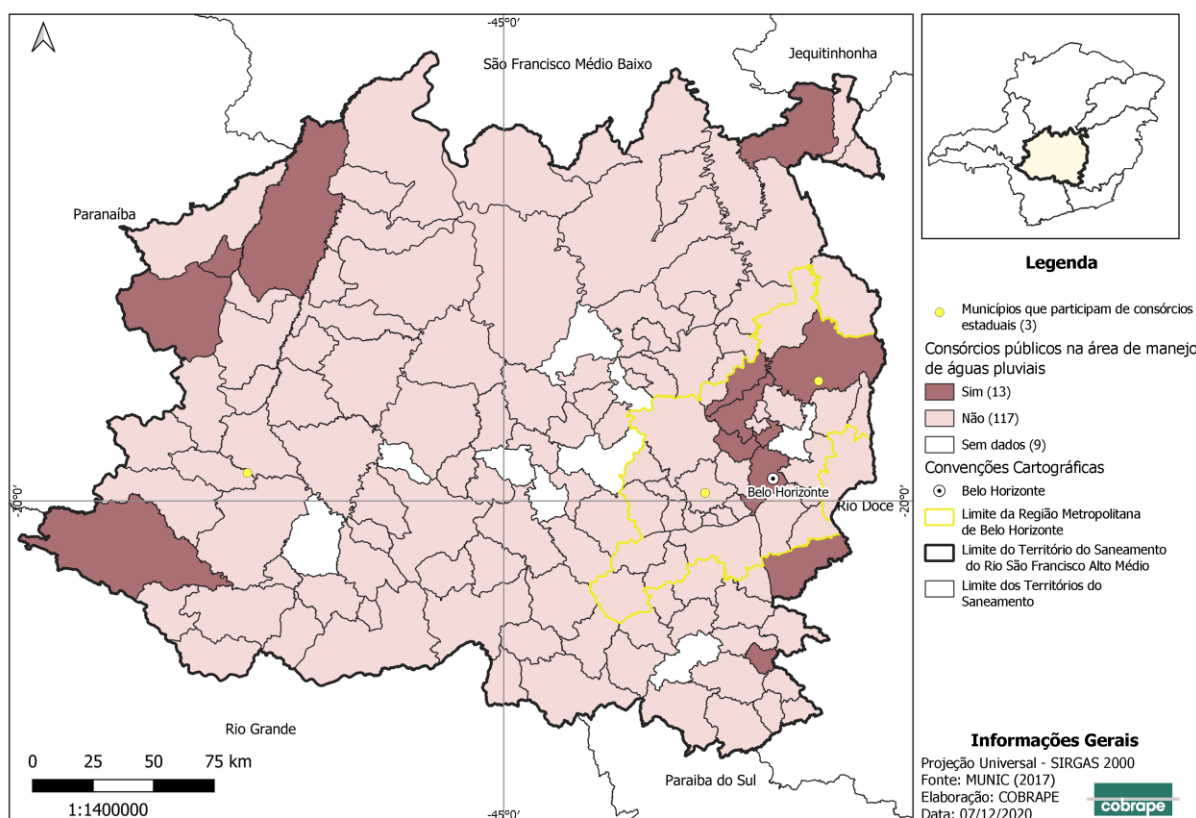 -45°0'
São Francisco Médio Baixo
Jequitinhonha
Paranaíba
Belo Horizonte
-20°0'
Rio Doce
Rio Grande
Paraiba do Sul
0 25 50 75 km
1:1400000
-45°0'
Legenda
Municípios que participam de consórcios
estaduais (3)
Consórcios públicos na área de manejo
de águas pluviais
Sim (13)
Não (117)
Sem dados (9)
Convenções Cartográficas
Belo Horizonte
Limite da Região Metropolitana
de Belo Horizonte
Limite do Território do Saneamento
do Rio São Francisco Alto Médio
Limite dos Territórios do
Saneamento
Informações Gerais
Projeção Universal - SIRGAS 2000
Fonte: MUNIC (2017)
Elaboração: COBRAPE
Data: 07/12/2020
cobrape